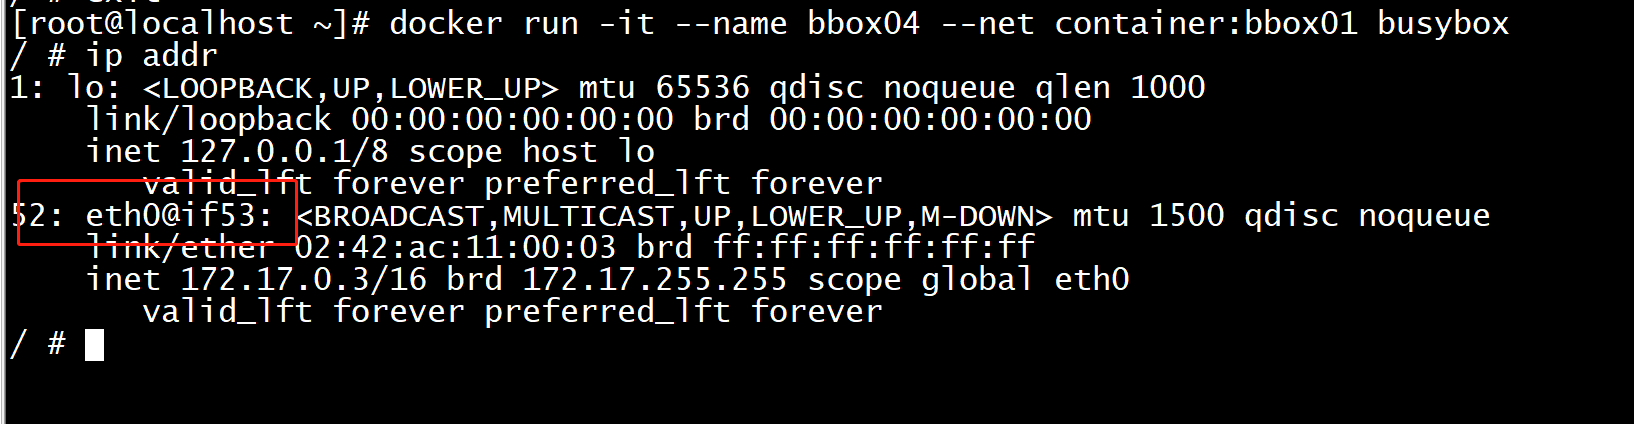 / # exit
[root@localhost ~]# docker run -it --name bbox04 --net container:bbox01 busybox
/ # ip addr
1: lo: <LOOPBACK,UP,LOWER_UP> mtu 65536 qdisc noqueue qlen 1000
    link/loopback 00:00:00:00:00:00 brd 00:00:00:00:00:00
    inet 127.0.0.1/8 scope host lo
       valid_lft forever preferred_lft forever
52: eth0@if53: <BROADCAST,MULTICAST,UP,LOWER_UP,M-DOWN> mtu 1500 qdisc noqueue
    link/ether 02:42:ac:11:00:03 brd ff:ff:ff:ff:ff:ff
    inet 172.17.0.3/16 brd 172.17.255.255 scope global eth0
       valid_lft forever preferred_lft forever
/ #